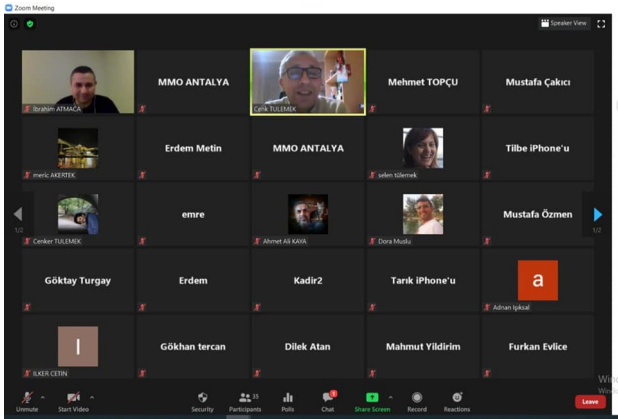 Zoom Meeting
Speaker View
İbrahim ATMACA
MMO ANTALYA
Cenk TULEMEK
Mehmet TOPÇU
Mustafa Çakıcı
meric AKERTEK
Erdem Metin
MMO ANTALYA
selen tülemek
Tilbe iPhone'u
1/2
Cenker TULEMEK
emre
Ahmet Ali KAYA
Dora Muslu
Mustafa Özmen
1/2
Göktay Turgay
Erdem
Kadir2
Tarık iPhone'u
a
Adnan Ipksal
I
ILKER CETIN
Gökhan tercan
Dilek Atan
Mahmut Yildirim
Furkan Evlice
Unmute
Start Video
Security
35
Participants
Polls
Chat
Share Screen
Record
Reactions
Leave